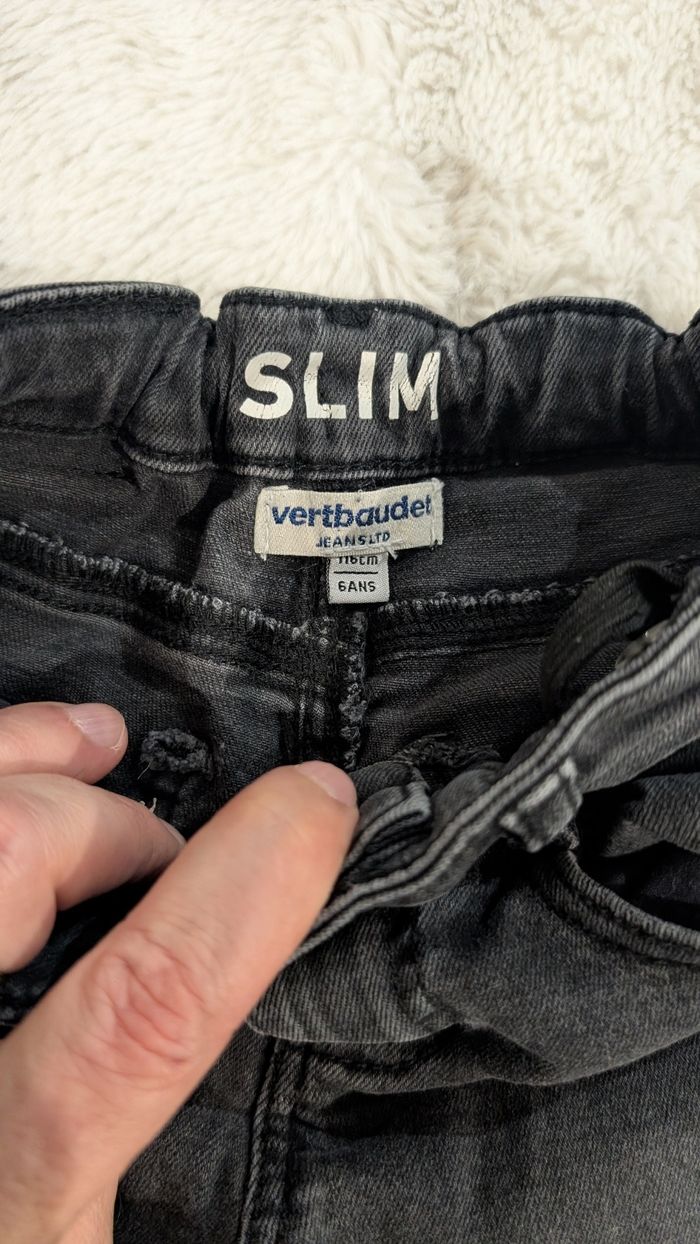 SLIM
vertbaudet
JEANS LTD
116cm
6ANS